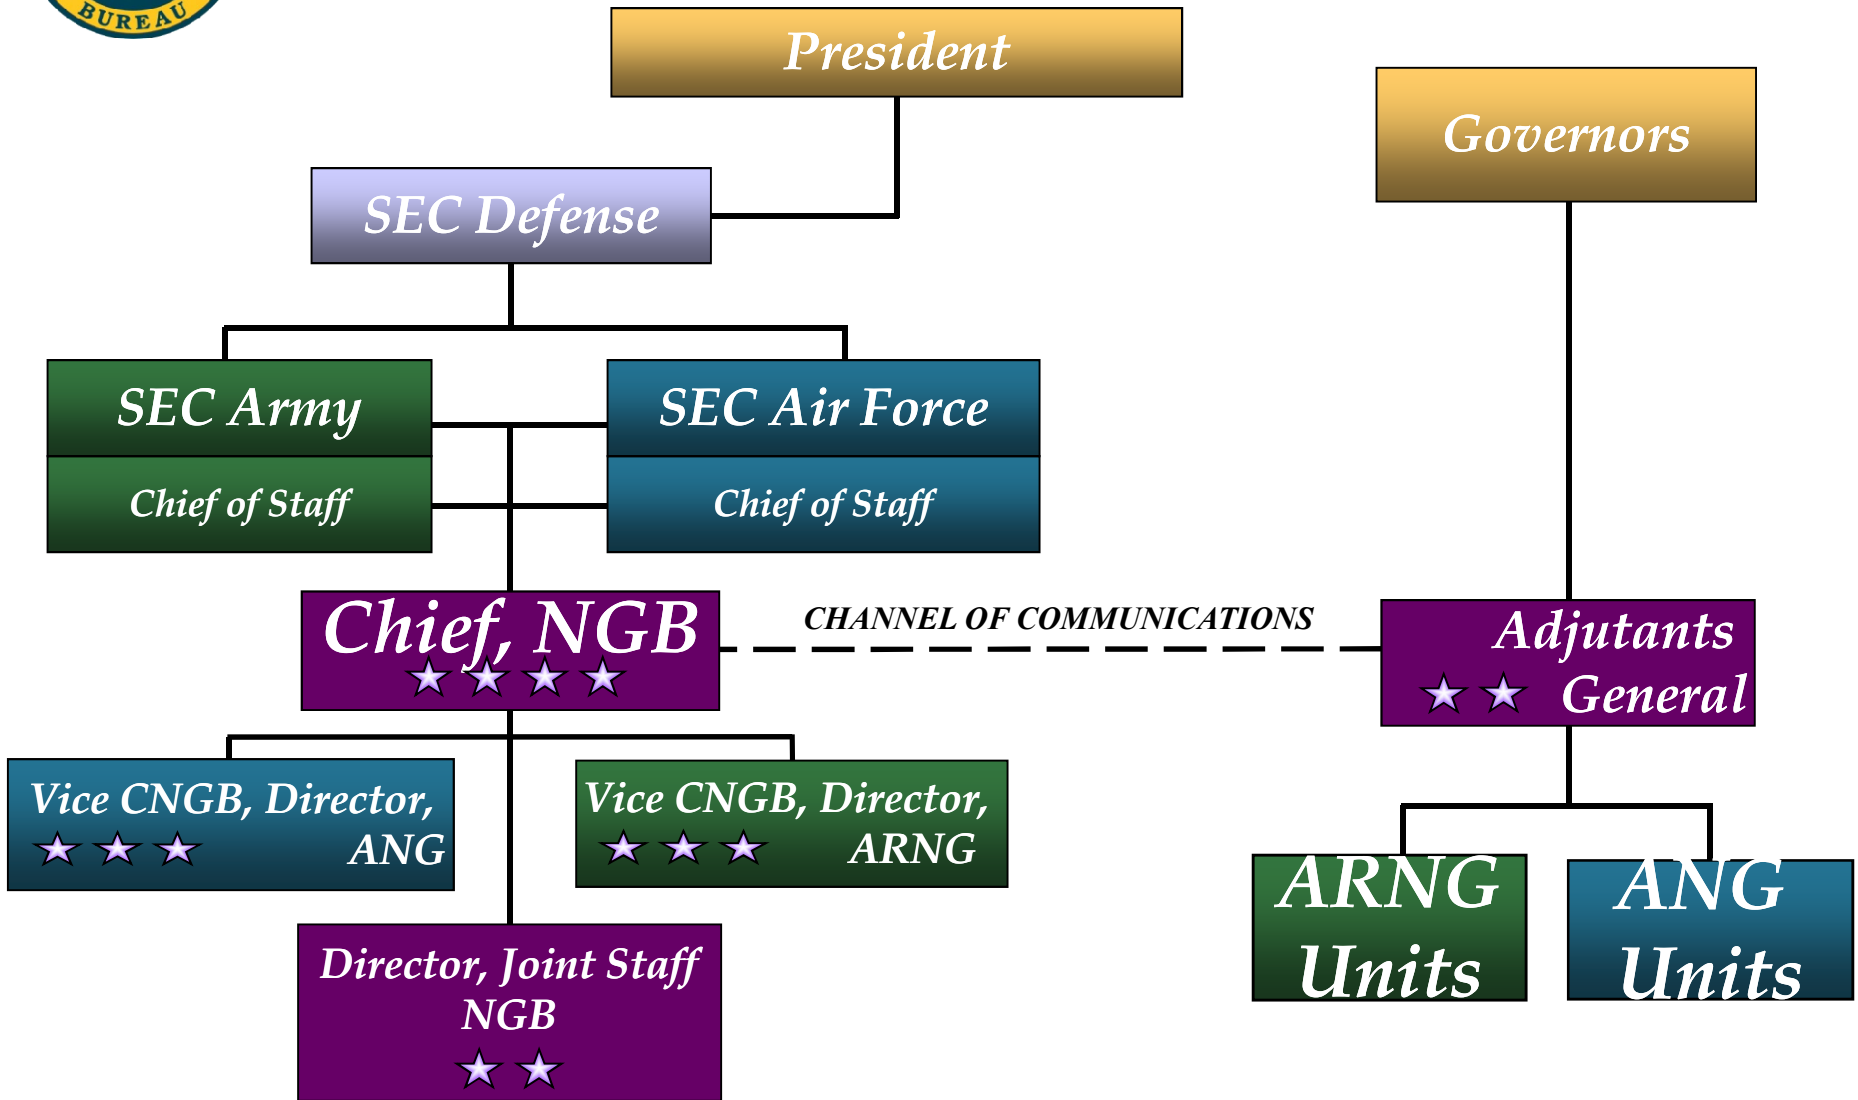 BUREAU
President
Governors
SEC Defense
SEC Army
SEC Air Force
Chief of Staff
Chief of Staff
Chief, NGB
CHANNEL OF COMMUNICATIONS
Adjutants
General
Vice CNGB, Director,
ANG
Vice CNGB, Director,
ARNG
ARNG
Units
ANG
Units
Director, Joint Staff
NGB